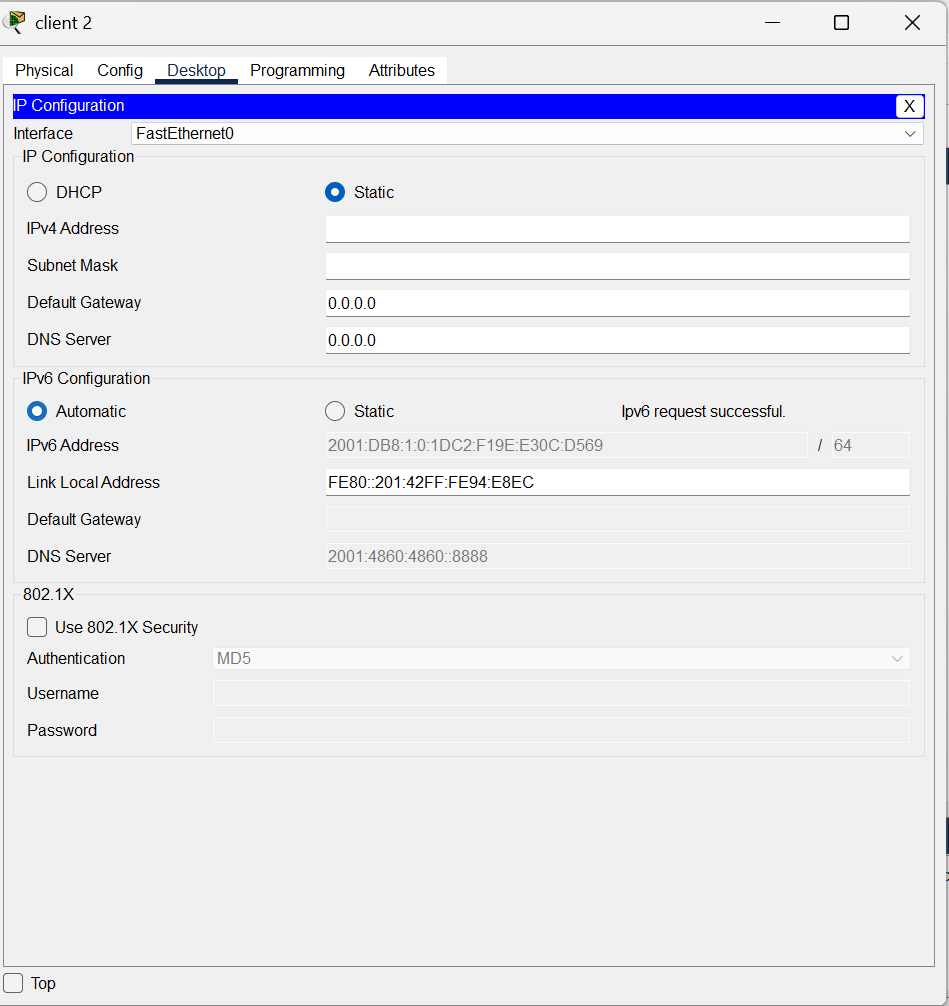 client 2
Physical Config Desktop Programming Attributes
IP Configuration X
Interface FastEthernet0
IP Configuration
DHCP Static
IPv4 Address
Subnet Mask
Default Gateway 0.0.0.0
DNS Server 0.0.0.0
IPv6 Configuration
Automatic Static Ipv6 request successful.
IPv6 Address 2001:DB8:1:0:1DC2:F19E:E30C:D569 / 64
Link Local Address FE80::201:42FF:FE94:E8EC
Default Gateway
DNS Server 2001:4860:4860::8888
802.1X
Use 802.1X Security
Authentication MD5
Username
Password
Top